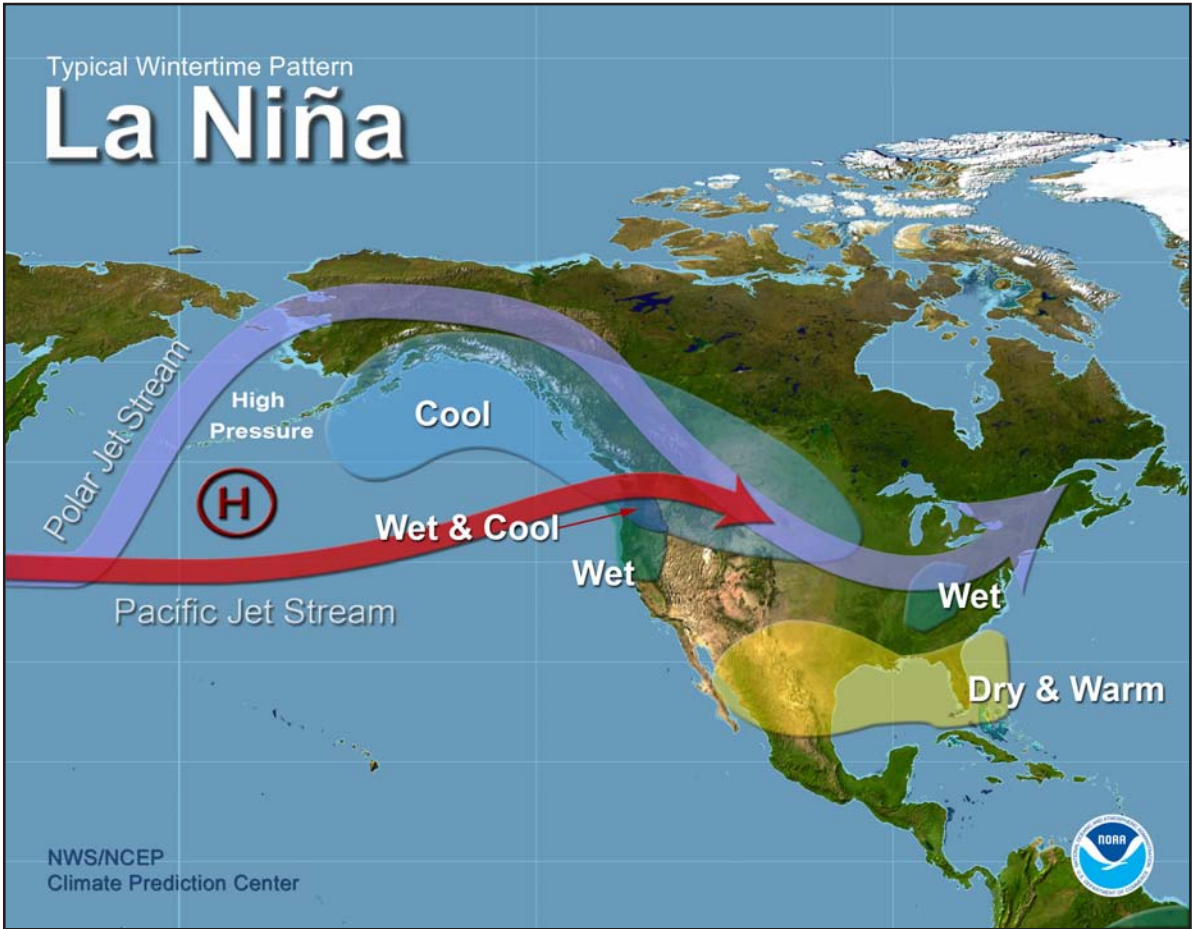 Typical Wintertime Pattern
La Niña
Polar Jet Stream
High
Pressure
H
Cool
Wet & Cool
Wet
Pacific Jet Stream
Wet
Dry & Warm
NWS/NCEP
Climate Prediction Center
NOAA